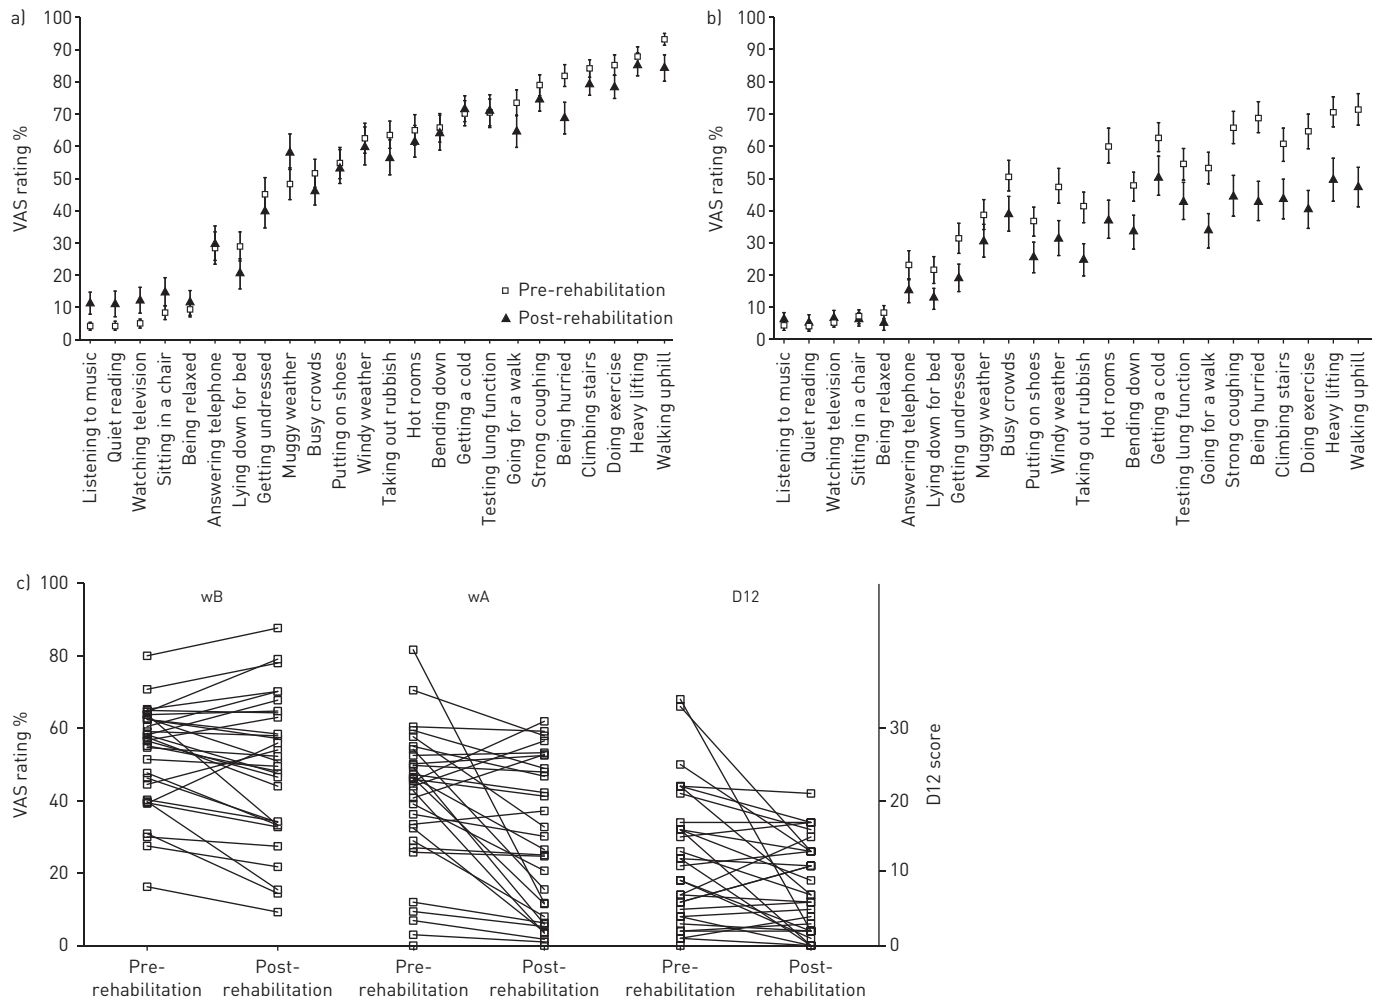 a)
100
90
80
70
60
50
40
30
20
10
0
VAS rating %
Pre-rehabilitation
Post-rehabilitation
Listening to music
Quiet reading
Watching television
Sitting in a chair
Being relaxed
Answering telephone
Lying down for bed
Getting undressed
Muggy weather
Busy crowds
Putting on shoes
Windy weather
Taking out rubbish
Hot rooms
Bending down
Getting a cold
Testing lung function
Going for a walk
Strong coughing
Being hurried
Climbing stairs
Doing exercise
Heavy lifting
Walking uphill
b)
100
90
80
70
60
50
40
30
20
10
0
VAS rating %
Listening to music
Quiet reading
Watching television
Sitting in a chair
Being relaxed
Answering telephone
Lying down for bed
Getting undressed
Muggy weather
Busy crowds
Putting on shoes
Windy weather
Taking out rubbish
Hot rooms
Bending down
Getting a cold
Testing lung function
Going for a walk
Strong coughing
Being hurried
Climbing stairs
Doing exercise
Heavy lifting
Walking uphill
c)
100
80
60
40
20
0
VAS rating %
wB
wA
D12
30
20
10
0
D12 score
Pre-
rehabilitation
Post-
rehabilitation
Pre-
rehabilitation
Post-
rehabilitation
Pre-
rehabilitation
Post-
rehabilitation